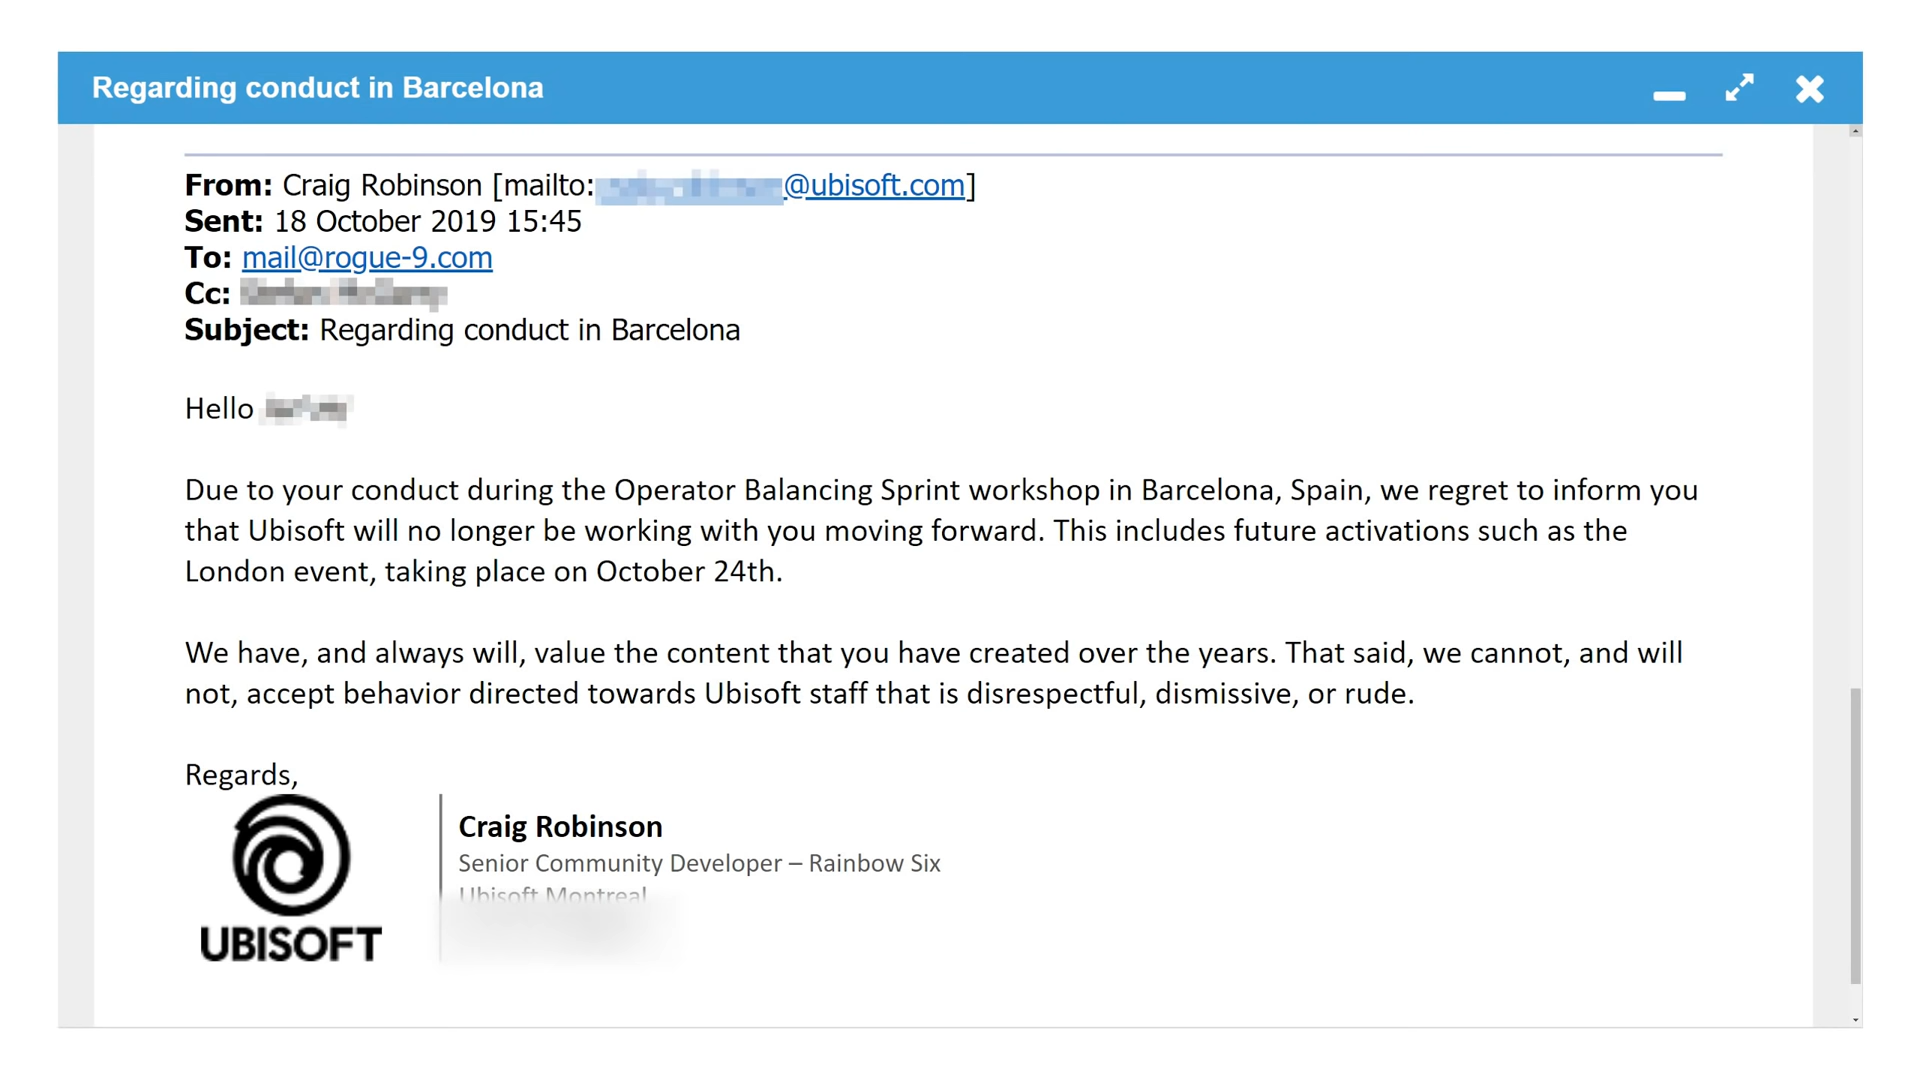 Regarding conduct in Barcelona
From: Craig Robinson [mailto: @ubisoft.com]
Sent: 18 October 2019 15:45
To: mail@rogue-9.com
Cc:
Subject: Regarding conduct in Barcelona
Hello
Due to your conduct during the Operator Balancing Sprint workshop in Barcelona, Spain, we regret to inform you
that Ubisoft will no longer be working with you moving forward. This includes future activations such as the
London event, taking place on October 24th.
We have, and always will, value the content that you have created over the years. That said, we cannot, and will
not, accept behavior directed towards Ubisoft staff that is disrespectful, dismissive, or rude.
Regards,
UBISOFT
Craig Robinson
Senior Community Developer – Rainbow Six
Ubisoft Montreal